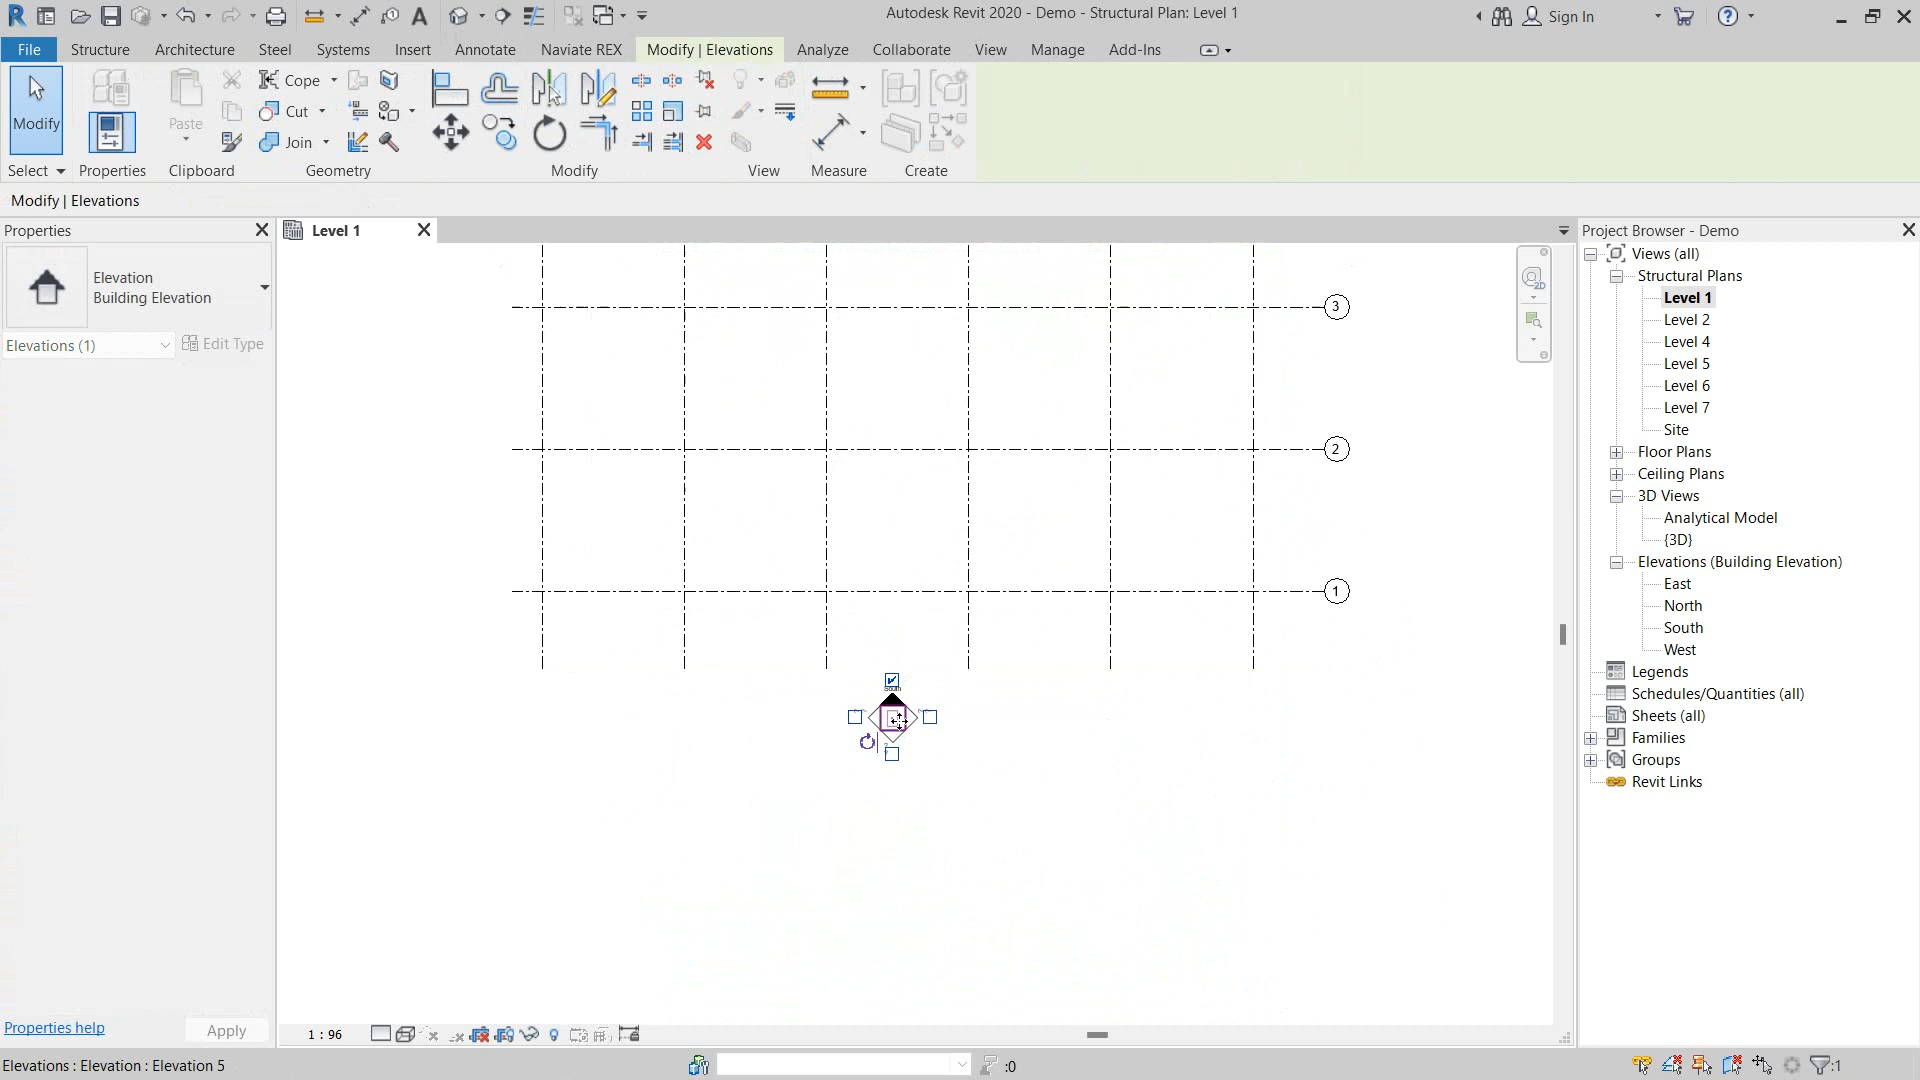 Autodesk Revit 2020 - Demo - Structural Plan: Level 1
Sign In
File
Structure
Architecture
Steel
Systems
Insert
Annotate
Naviate REX
Modify | Elevations
Analyze
Collaborate
View
Manage
Add-Ins
Modify
Paste
Cope
Cut
Join
Select
Properties
Clipboard
Geometry
Modify
View
Measure
Create
Modify | Elevations
Properties
Elevation
Building Elevation
Elevations (1)
Edit Type
Properties help
Apply
Level 1
3
2
1
South
2D
1 : 96
Project Browser - Demo
Views (all)
Structural Plans
Level 1
Level 2
Level 4
Level 5
Level 6
Level 7
Site
Floor Plans
Ceiling Plans
3D Views
Analytical Model
{3D}
Elevations (Building Elevation)
East
North
South
West
Legends
Schedules/Quantities (all)
Sheets (all)
Families
Groups
Revit Links
Elevations : Elevation : Elevation 5
:0
:1